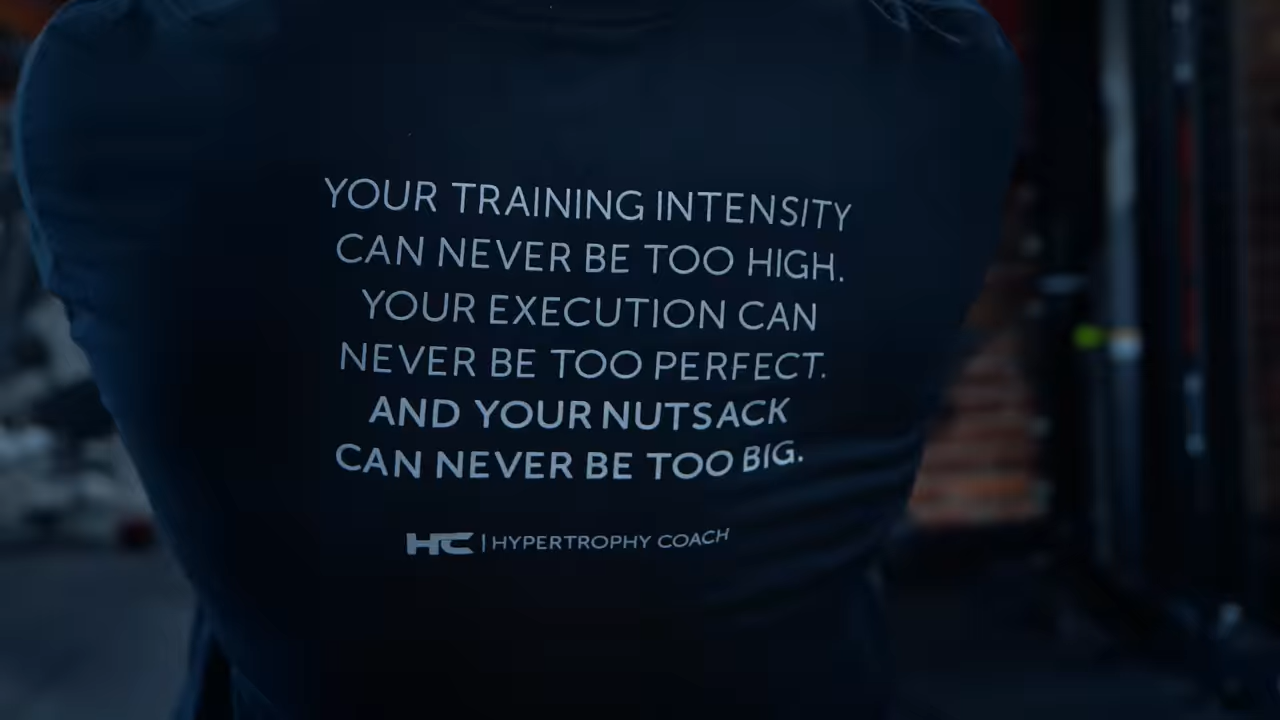 YOUR TRAINING INTENSITY
CAN NEVER BE TOO HIGH.
YOUR EXECUTION CAN
NEVER BE TOO PERFECT.
AND YOUR NUTSACK
CAN NEVER BE TOO BIG.
HC | HYPERTROPHY COACH